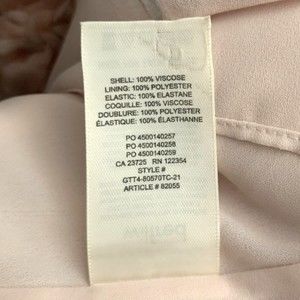 SHELL: 100% VISCOSE
LINING: 100% POLYESTER
ELASTIC: 100% ELASTANE
COQUILLE: 100% VISCOSE
DOUBLURE: 100% POLYESTER
ÉLASTIQUE: 100% ÉLASTHANNE
PO 4500140257
PO 4500140258
PO 4500140259
CA 23725 RN 122354
STYLE #
GTT4-80570TC-21
ARTICLE # 82055